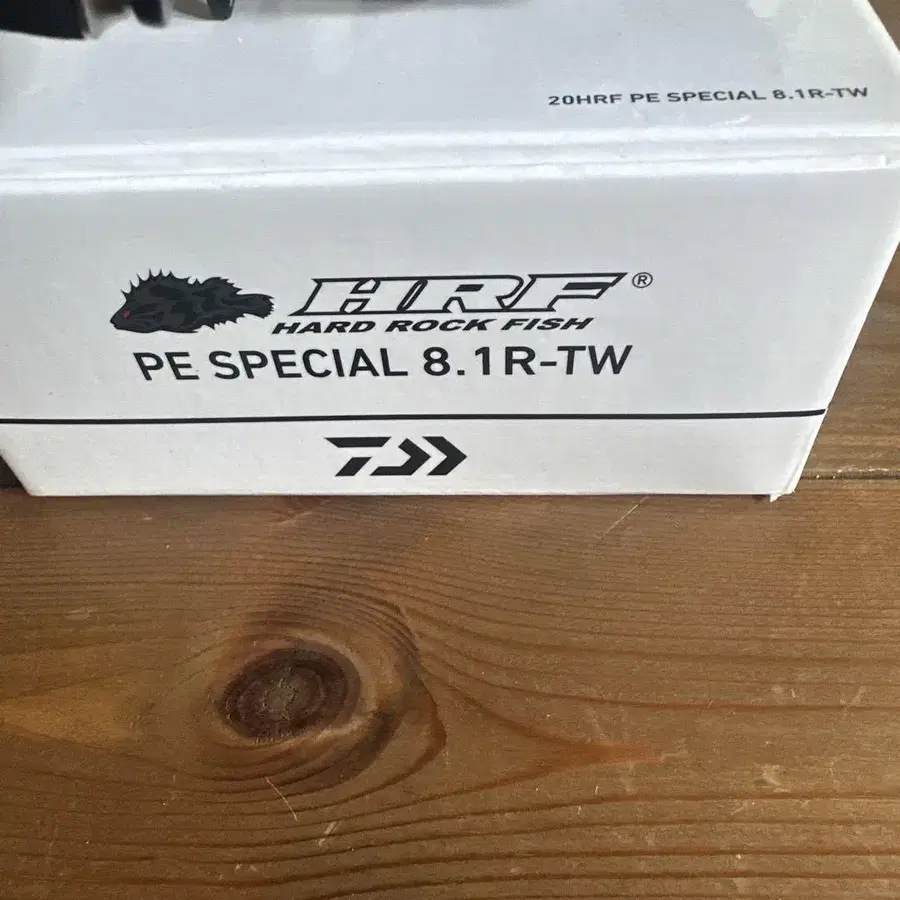 20HRF PE SPECIAL 8.1R-TW
HRF®
HARD ROCK FISH
PE SPECIAL 8.1R-TW